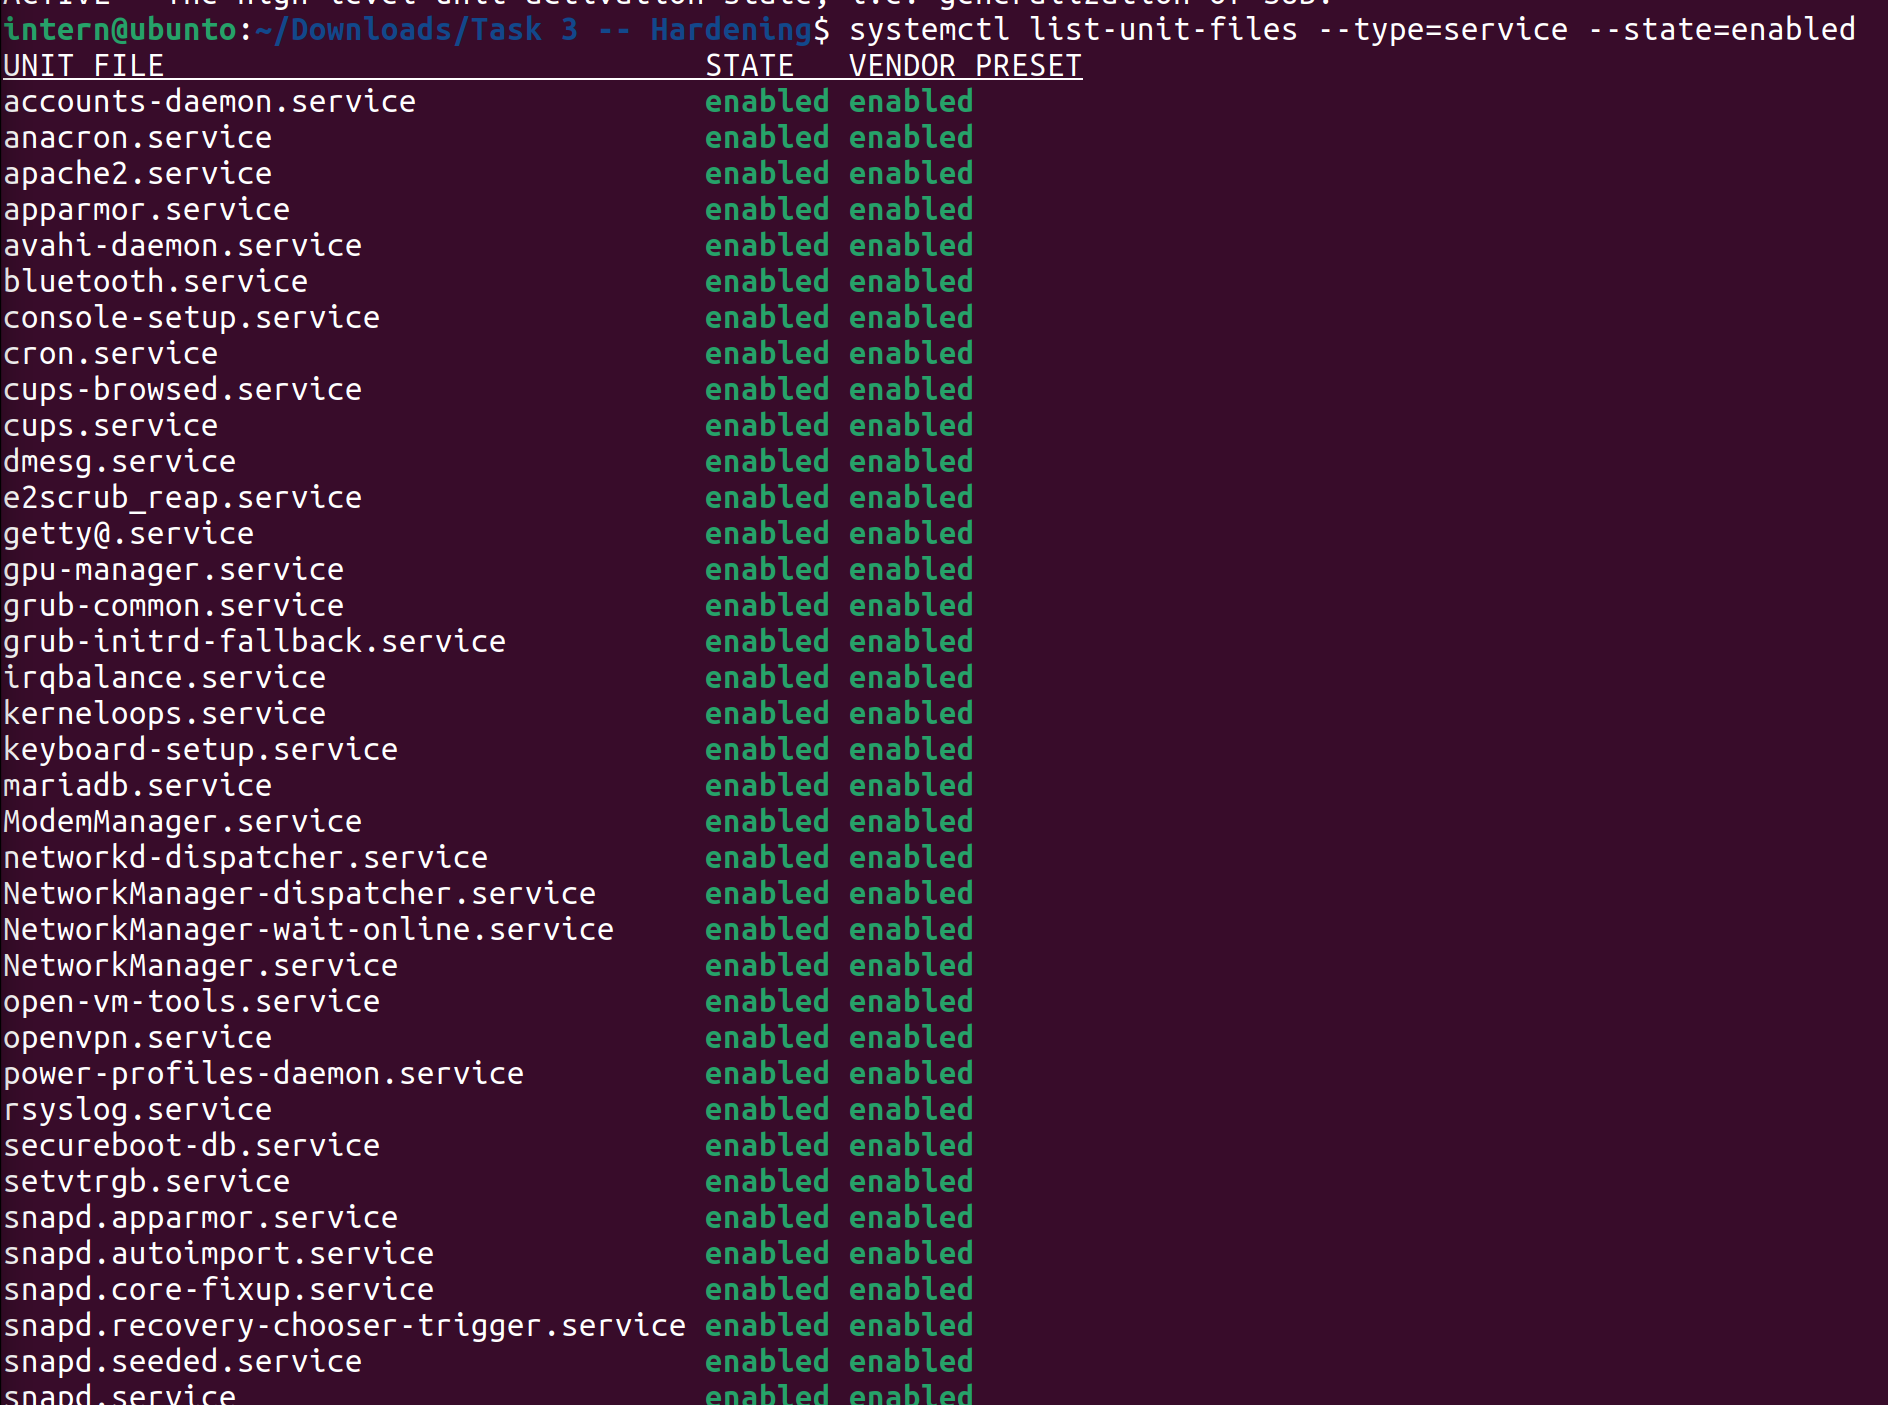 ACTIVE = The high-level unit activation state, i.e. generalization of SUB.
intern@ubunto:~/Downloads/Task 3 -- Hardening$ systemctl list-unit-files --type=service --state=enabled
UNIT FILE STATE VENDOR PRESET
accounts-daemon.service enabled enabled
anacron.service enabled enabled
apache2.service enabled enabled
apparmor.service enabled enabled
avahi-daemon.service enabled enabled
bluetooth.service enabled enabled
console-setup.service enabled enabled
cron.service enabled enabled
cups-browsed.service enabled enabled
cups.service enabled enabled
dmesg.service enabled enabled
e2scrub_reap.service enabled enabled
getty@.service enabled enabled
gpu-manager.service enabled enabled
grub-common.service enabled enabled
grub-initrd-fallback.service enabled enabled
irqbalance.service enabled enabled
kerneloops.service enabled enabled
keyboard-setup.service enabled enabled
mariadb.service enabled enabled
ModemManager.service enabled enabled
networkd-dispatcher.service enabled enabled
NetworkManager-dispatcher.service enabled enabled
NetworkManager-wait-online.service enabled enabled
NetworkManager.service enabled enabled
open-vm-tools.service enabled enabled
openvpn.service enabled enabled
power-profiles-daemon.service enabled enabled
rsyslog.service enabled enabled
secureboot-db.service enabled enabled
setvtrgb.service enabled enabled
snapd.apparmor.service enabled enabled
snapd.autoimport.service enabled enabled
snapd.core-fixup.service enabled enabled
snapd.recovery-chooser-trigger.service enabled enabled
snapd.seeded.service enabled enabled
snapd.service enabled enabled